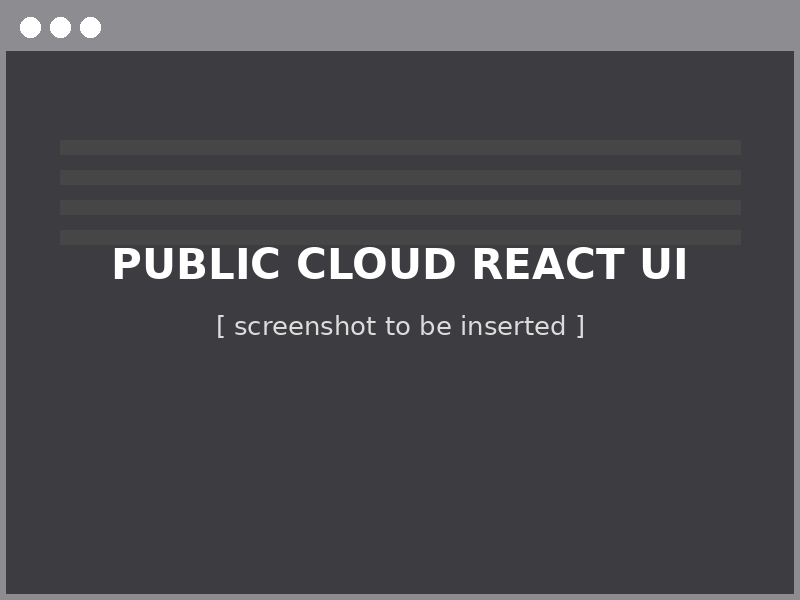 PUBLIC CLOUD REACT UI
[ screenshot to be inserted ]